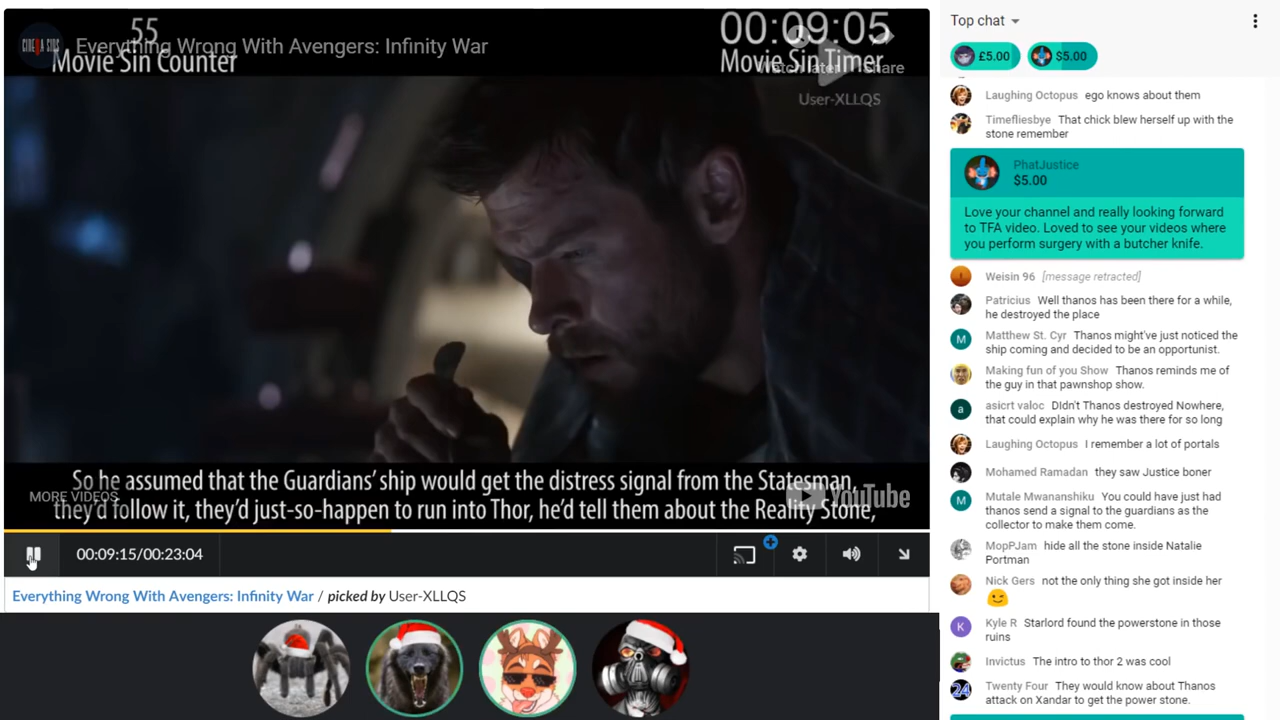 55
Movie Sin Counter
00:09:05
Movie Sin Timer
CINEMA SINS
Everything Wrong With Avengers: Infinity War
Watch later
Share
User-XLLQS
So he assumed that the Guardians' ship would get the distress signal from the Statesman,
they'd follow it, they'd just-so-happen to run into Thor, he'd tell them about the Reality Stone,
MORE VIDEOS
YouTube
00:09:15/00:23:04
Everything Wrong With Avengers: Infinity War / picked by User-XLLQS
Top chat
£5.00 $5.00
Laughing Octopus ego knows about them
Timefliesbye That chick blew herself up with the
stone remember
PhatJustice
$5.00
Love your channel and really looking forward
to TFA video. Loved to see your videos where
you perform surgery with a butcher knife.
Weisin 96 [message retracted]
Patricius Well thanos has been there for a while,
he destroyed the place
M Matthew St. Cyr Thanos might've just noticed the
ship coming and decided to be an opportunist.
Making fun of you Show Thanos reminds me of
the guy in that pawnshop show.
a asicrt valoc DIdn't Thanos destroyed Nowhere,
that could explain why he was there for so long
Laughing Octopus I remember a lot of portals
Mohamed Ramadan they saw Justice boner
M Mutale Mwananshiku You could have just had
thanos send a signal to the guardians as the
collector to make them come.
MopPJam hide all the stone inside Natalie
Portman
Nick Gers not the only thing she got inside her
😉
K Kyle R Starlord found the powerstone in those
ruins
Invictus The intro to thor 2 was cool
24 Twenty Four They would know about Thanos
attack on Xandar to get the power stone.